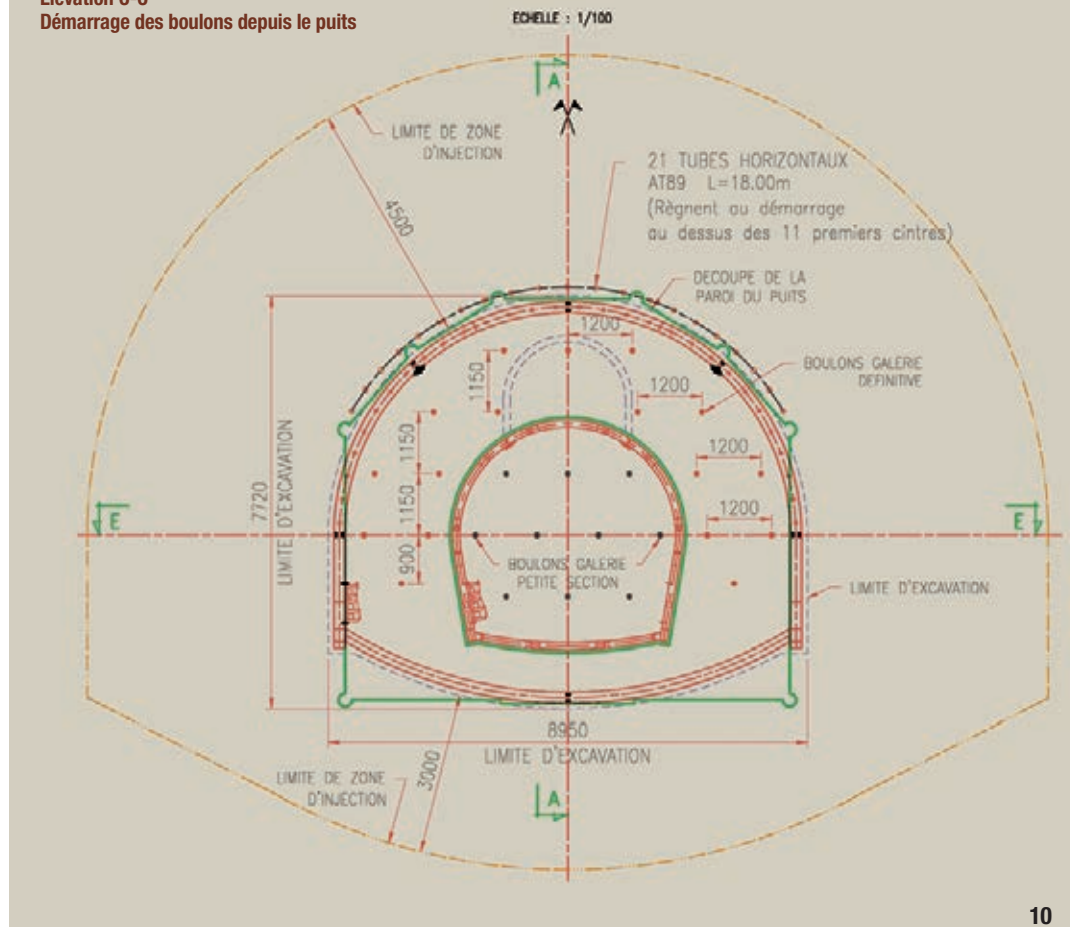 Démarrage des boulons depuis le puits
ECHELLE : 1/100
A
LIMITE DE ZONE
D'INJECTION
21 TUBES HORIZONTAUX
AT89 L=18.00m
(Règnent au démarrage
au dessus des 11 premiers cintres)
4500
DECOUPE DE LA
PAROI DU PUITS
1200
BOULONS GALERIE
DEFINITIVE
1150
1200
1150
1200
7720
LIMITE D'EXCAVATION
1150
1200
E
E
900
BOULONS GALERIE
PETITE SECTION
LIMITE D'EXCAVATION
8950
LIMITE D'EXCAVATION
LIMITE DE ZONE
D'INJECTION
3000
A
10